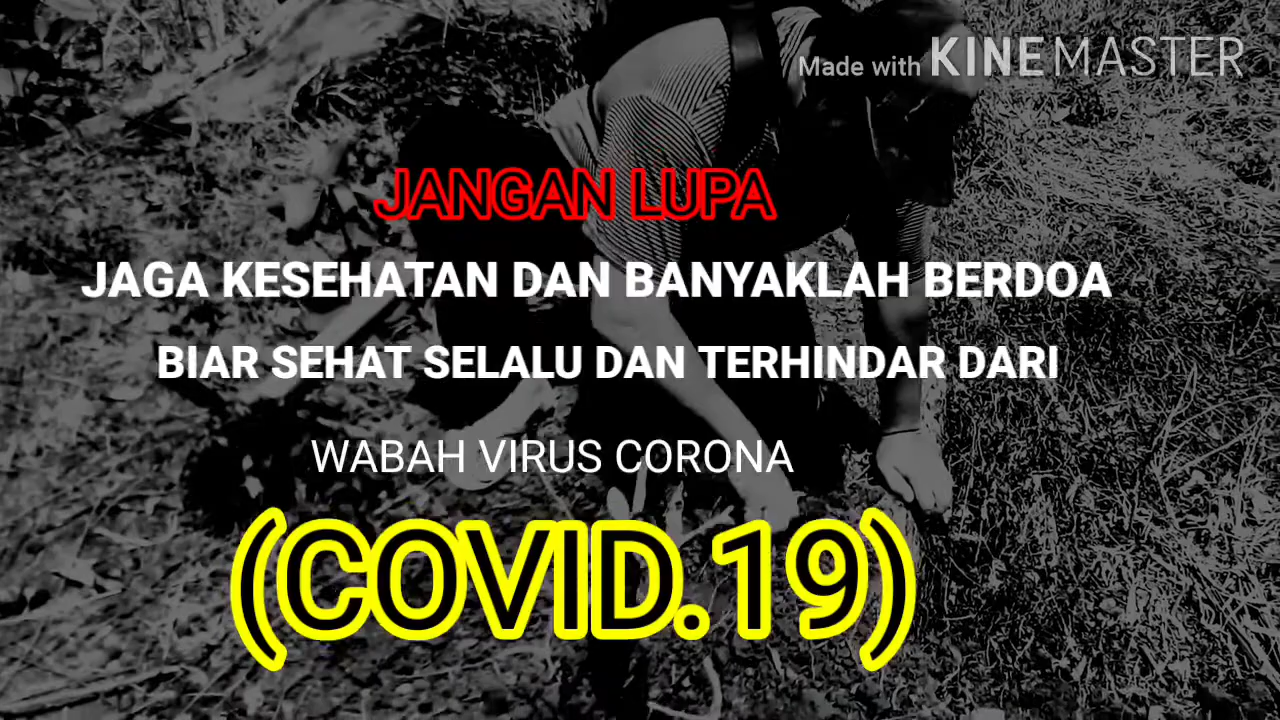 Made with KINEMASTER
JANGAN LUPA
JAGA KESEHATAN DAN BANYAKLAH BERDOA
BIAR SEHAT SELALU DAN TERHINDAR DARI
WABAH VIRUS CORONA
(COVID.19)